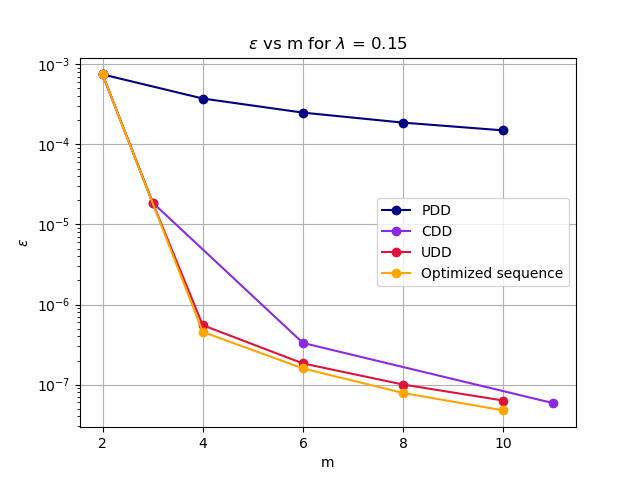 ε vs m for λ = 0.15
10⁻³
10⁻⁴
10⁻⁵
10⁻⁶
10⁻⁷
ε
PDD
CDD
UDD
Optimized sequence
2 4 6 8 10
m